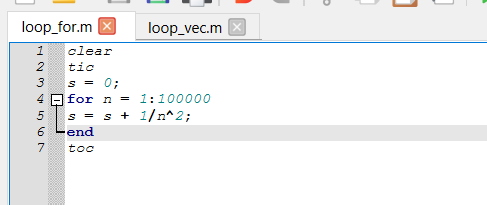 loop_for.m loop_vec.m
1 clear
2 tic
3 s = 0;
4 for n = 1:100000
5 s = s + 1/n^2;
6 end
7 toc